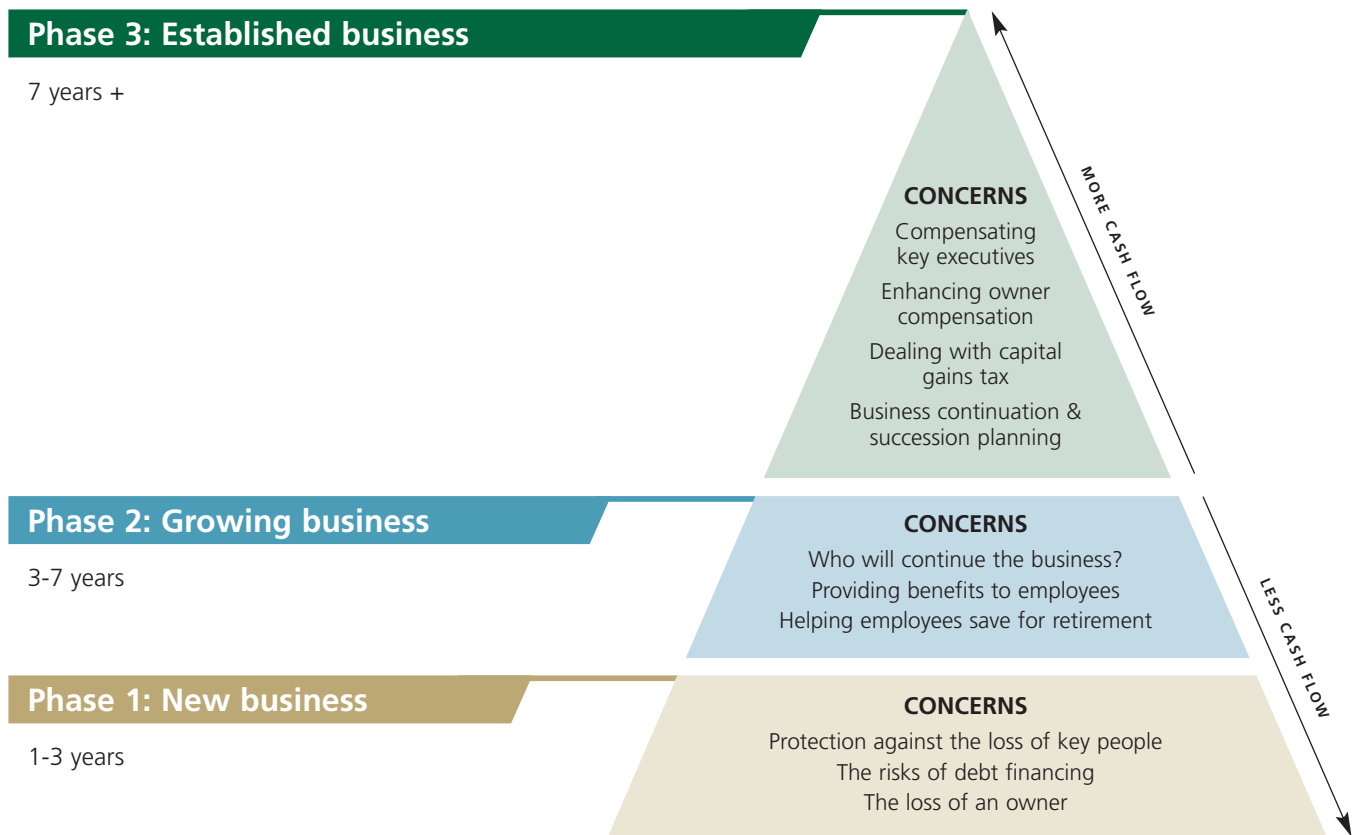 Phase 3: Established business
7 years +
CONCERNS
Compensating
key executives
Enhancing owner
compensation
Dealing with capital
gains tax
Business continuation &
succession planning
MORE CASH FLOW
Phase 2: Growing business
3-7 years
CONCERNS
Who will continue the business?
Providing benefits to employees
Helping employees save for retirement
LESS CASH FLOW
Phase 1: New business
1-3 years
CONCERNS
Protection against the loss of key people
The risks of debt financing
The loss of an owner